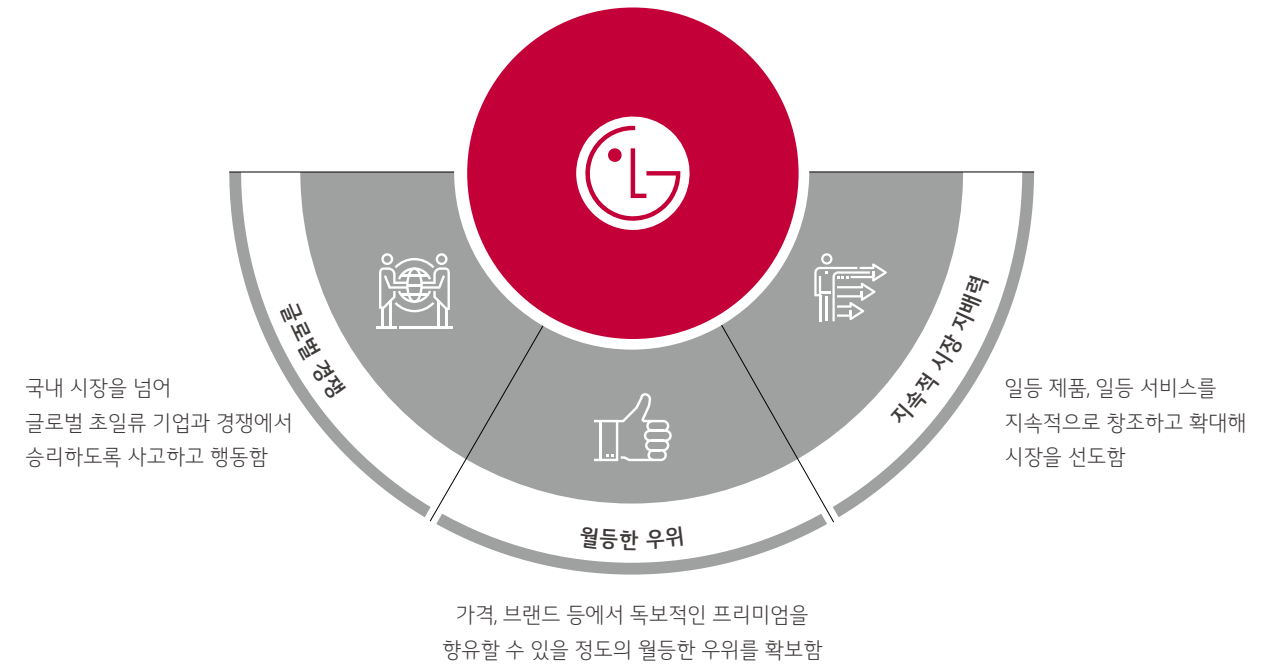 LG
글로벌 경쟁
국내 시장을 넘어
글로벌 초일류 기업과 경쟁에서
승리하도록 사고하고 행동함
월등한 우위
가격, 브랜드 등에서 독보적인 프리미엄을
향유할 수 있을 정도의 월등한 우위를 확보함
지속적 시장 지배력
일등 제품, 일등 서비스를
지속적으로 창조하고 확대해
시장을 선도함